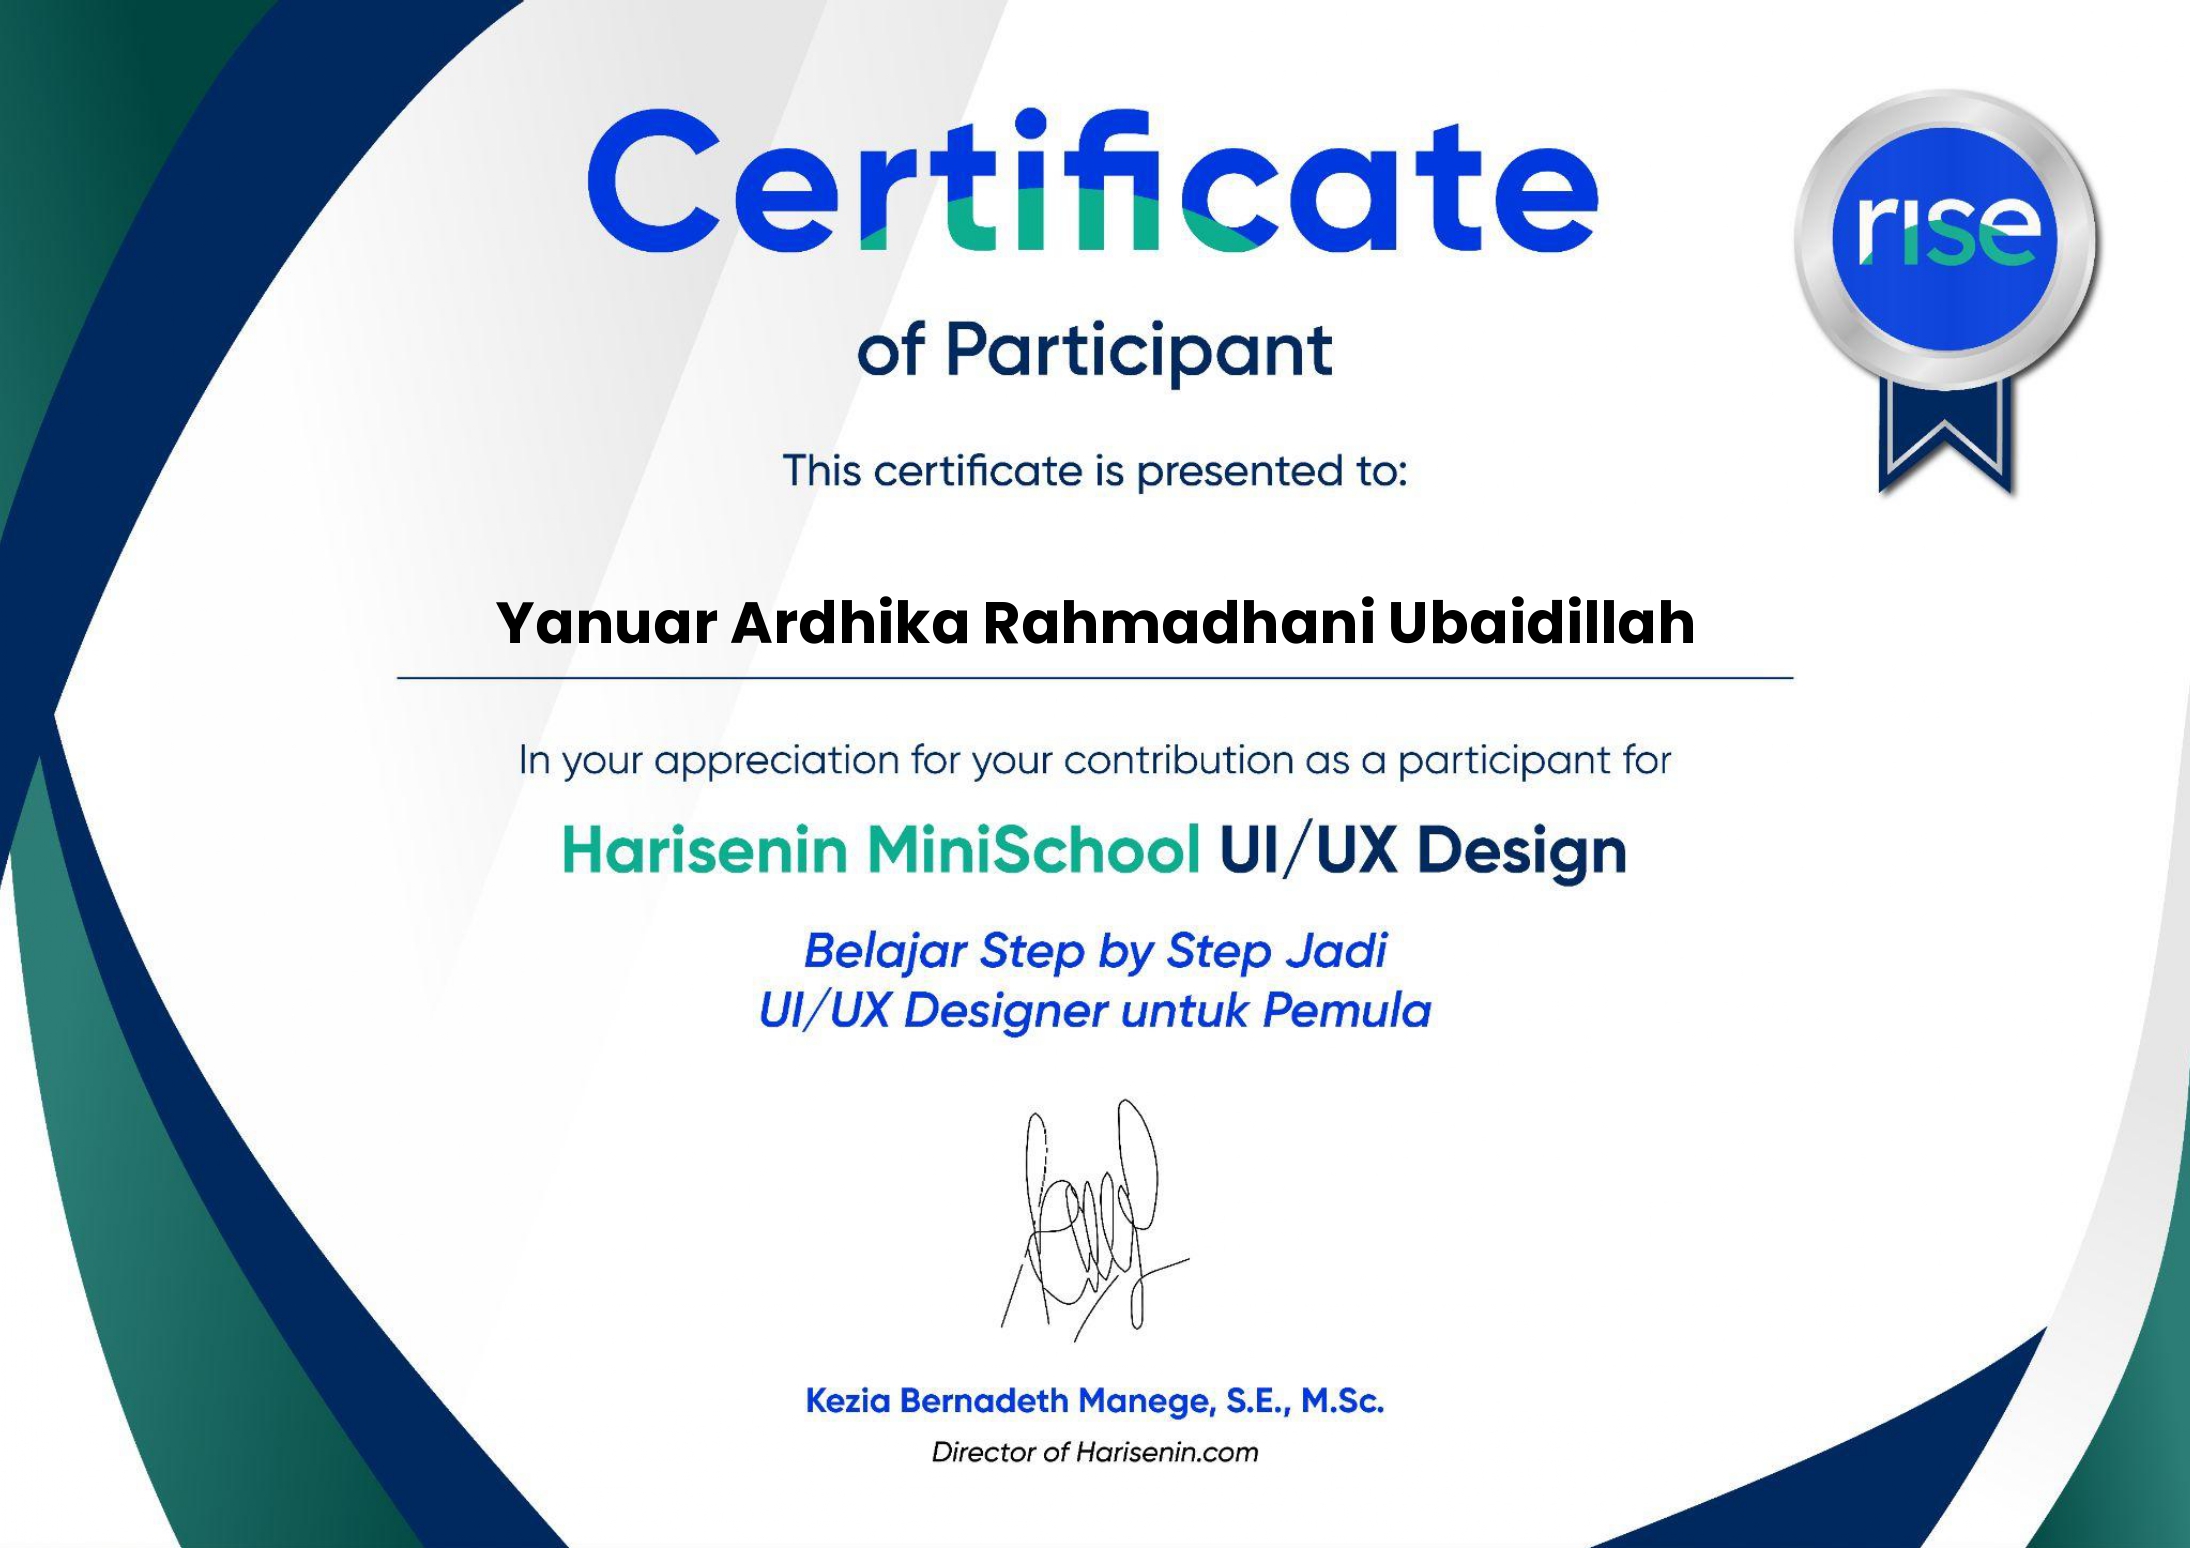 Certificate
rise
of Participant
This certificate is presented to:
Yanuar Ardhika Rahmadhani Ubaidillah
In your appreciation for your contribution as a participant for
Harisenin MiniSchool UI/UX Design
Belajar Step by Step Jadi
UI/UX Designer untuk Pemula
Kezia Bernadeth Manege, S.E., M.Sc.
Director of Harisenin.com